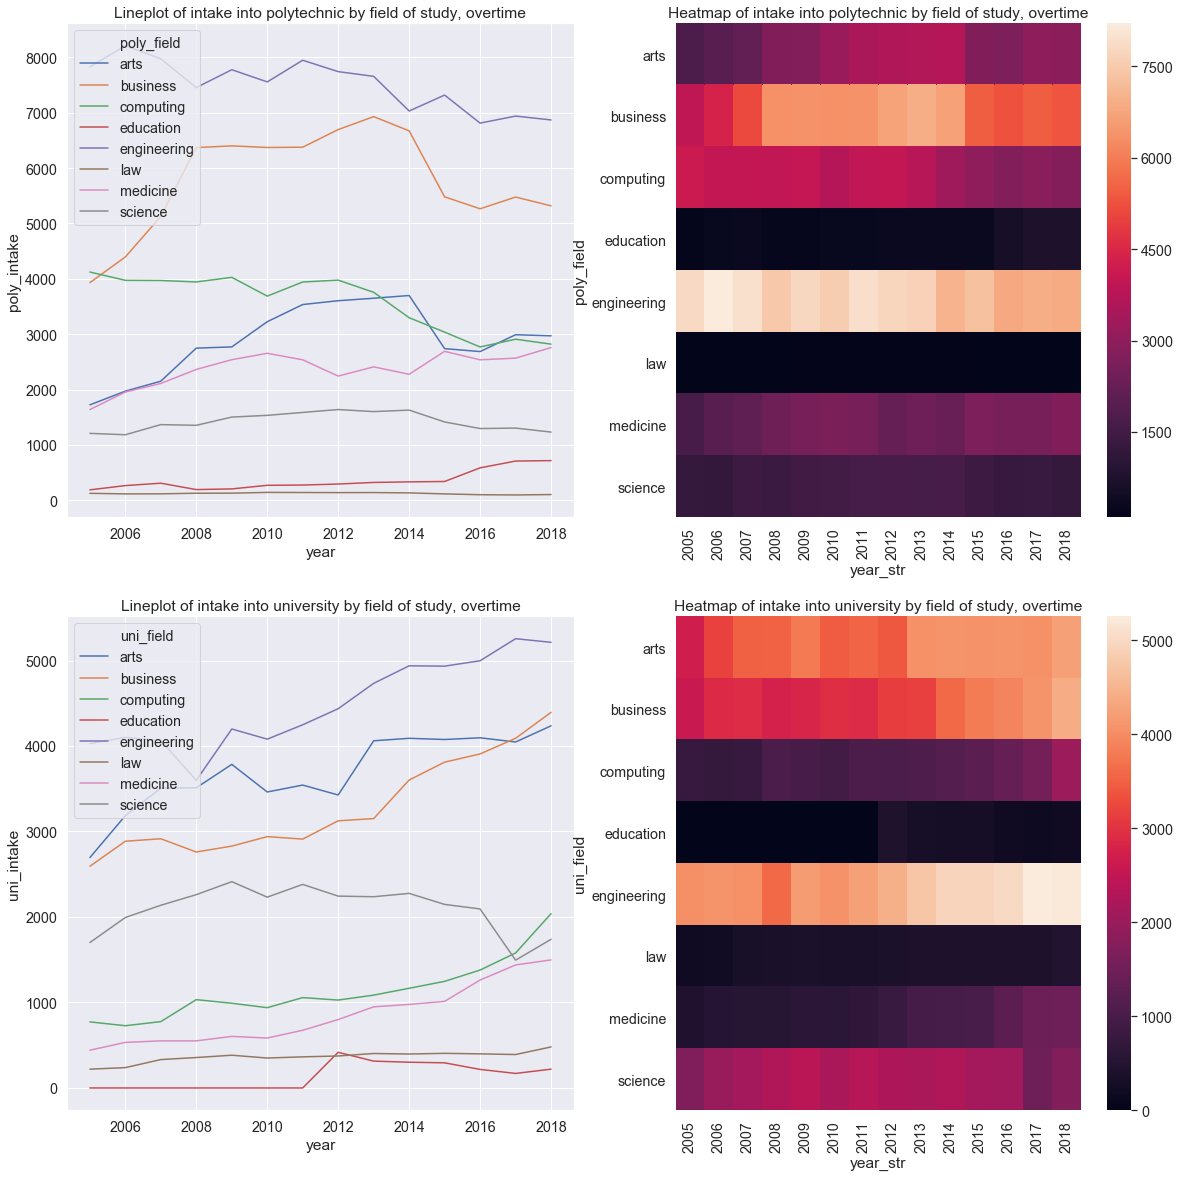 Lineplot of intake into polytechnic by field of study, overtime
poly_intake
8000
7000
6000
5000
4000
3000
2000
1000
0
poly_field
arts
business
computing
education
engineering
law
medicine
science
2006 2008 2010 2012 2014 2016 2018
year
Heatmap of intake into polytechnic by field of study, overtime
poly_field
arts
business
computing
education
engineering
law
medicine
science
2005 2006 2007 2008 2009 2010 2011 2012 2013 2014 2015 2016 2017 2018
year_str
7500
6000
4500
3000
1500
Lineplot of intake into university by field of study, overtime
uni_intake
5000
4000
3000
2000
1000
0
uni_field
arts
business
computing
education
engineering
law
medicine
science
2006 2008 2010 2012 2014 2016 2018
year
Heatmap of intake into university by field of study, overtime
uni_field
arts
business
computing
education
engineering
law
medicine
science
2005 2006 2007 2008 2009 2010 2011 2012 2013 2014 2015 2016 2017 2018
year_str
5000
4000
3000
2000
1000
0